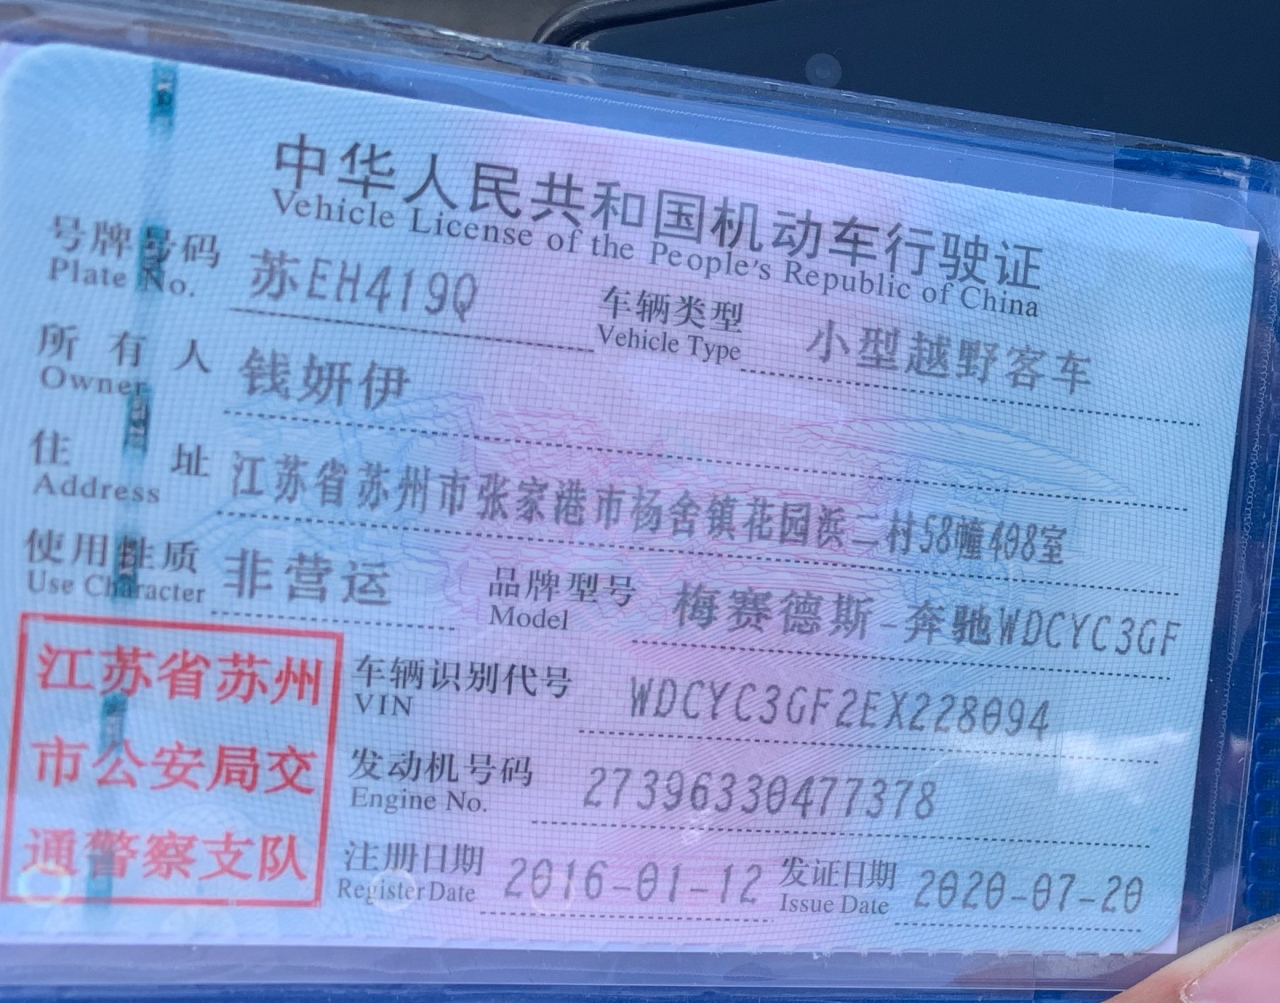 中华人民共和国机动车行驶证
Vehicle License of the People's Republic of China
号牌号码 苏EH419Q 车辆类型 小型越野客车
Plate No. Vehicle Type
所有人 钱妍伊
Owner
住址 江苏省苏州市张家港市杨舍镇花园浜二村58幢408室
Address
使用性质 非营运 品牌型号 梅赛德斯-奔驰WDCYC3GF
Use Character Model
江苏省苏州
市公安局交
通警察支队
车辆识别代号 WDCYC3GF2EX228094
VIN
发动机号码 27396330477378
Engine No.
注册日期 2016-01-12 发证日期 2020-07-20
Register Date Issue Date